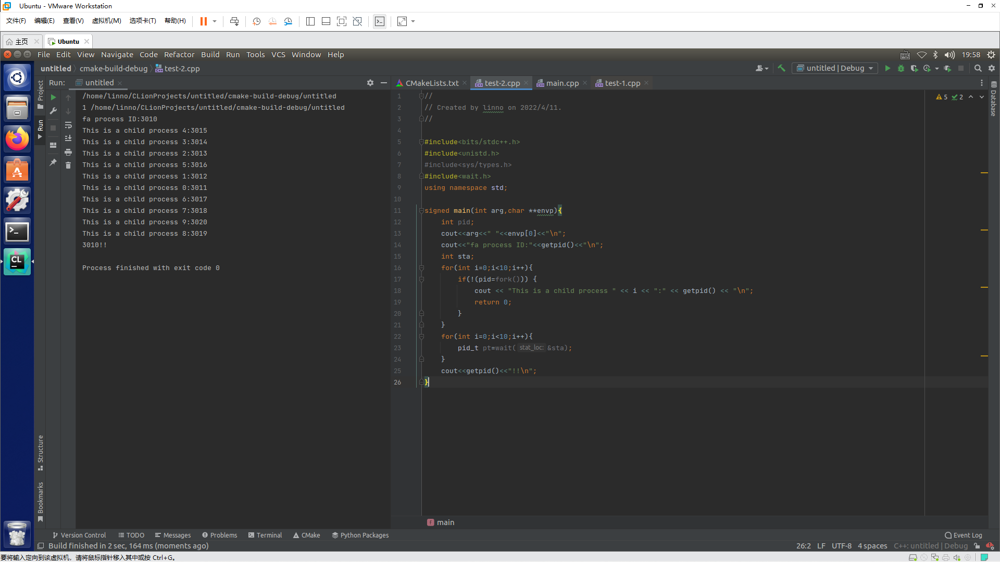 Ubuntu - VMware Workstation
文件(F) 编辑(E) 查看(V) 虚拟机(M) 选项卡(T) 帮助(H)
主页 Ubuntu
File Edit View Navigate Code Refactor Build Run Tools VCS Window Help 19:58
untitled cmake-build-debug test-2.cpp untitled | Debug
Run: untitled
CMakeLists.txt test-2.cpp main.cpp test-1.cpp
Project
Run
Structure
Bookmarks
/home/linno/CLionProjects/untitled/cmake-build-debug/untitled
1 /home/linno/CLionProjects/untitled/cmake-build-debug/untitled
fa process ID:3010
This is a child process 4:3015
This is a child process 3:3014
This is a child process 2:3013
This is a child process 5:3016
This is a child process 1:3012
This is a child process 0:3011
This is a child process 6:3017
This is a child process 7:3018
This is a child process 9:3020
This is a child process 8:3019
3010!!
Process finished with exit code 0
5 2
Database
1 //
2 // Created by linno on 2022/4/11.
3 //
4
5 #include<bits/stdc++.h>
6 #include<unistd.h>
7 #include<sys/types.h>
8 #include<wait.h>
9 using namespace std;
10
11 signed main(int arg,char **envp){
12 int pid;
13 cout<<arg<<" "<<envp[0]<<"\n";
14 cout<<"fa process ID:"<<getpid()<<"\n";
15 int sta;
16 for(int i=0;i<10;i++){
17 if(!(pid=fork())) {
18 cout << "This is a child process " << i << ":" << getpid() << "\n";
19 return 0;
20 }
21 }
22 for(int i=0;i<10;i++){
23 pid_t pt=wait( stat_loc: &sta);
24 }
25 cout<<getpid()<<"!!\n";
26 }
f main
Version Control TODO Messages Problems Terminal CMake Python Packages Event Log
Build finished in 2 sec, 164 ms (moments ago) 26:2 LF UTF-8 4 spaces C++: untitled | Debug
要将输入定向到该虚拟机，请将鼠标指针移入其中或按 Ctrl+G。
CL